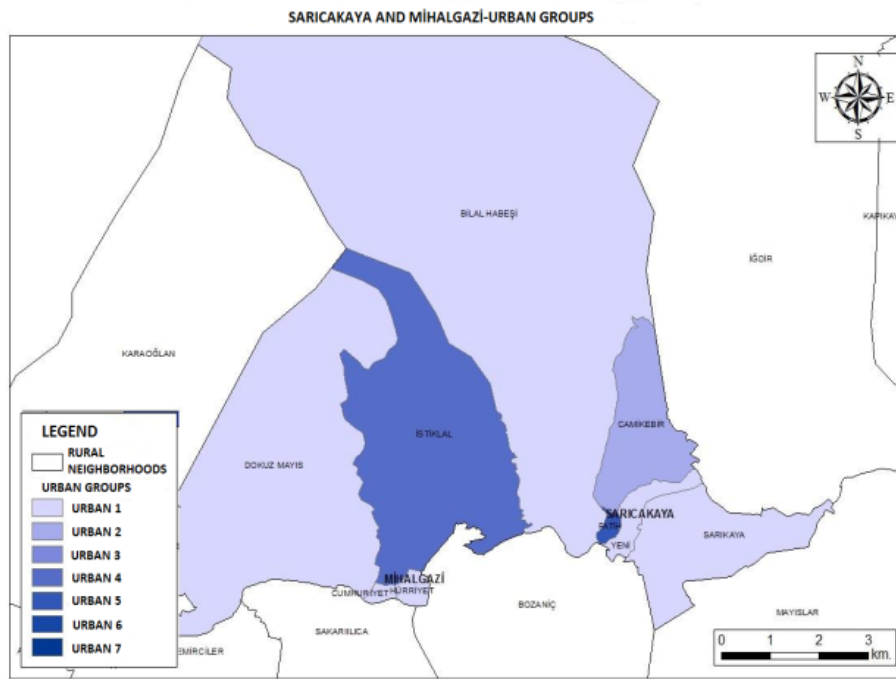 SARICAKAYA AND MİHALGAZİ-URBAN GROUPS
N
W E
S
BİLAL HABEŞİ
KAPIKAY
İĞDİR
KARAOĞLAN
CAMİKEBİR
İSTİKLAL
DOKUZ MAYIS
SARICAKAYA
FATİH
SARIKAYA
YENİ
MİHALGAZİ
HÜRRİYET
CUMHURİYET
BOZANİÇ
MAYISLAR
SAKARIILICA
EMİRCİLER
LEGEND
RURAL
NEIGHBORHOODS
URBAN GROUPS
URBAN 1
URBAN 2
URBAN 3
URBAN 4
URBAN 5
URBAN 6
URBAN 7
0 1 2 3
km.